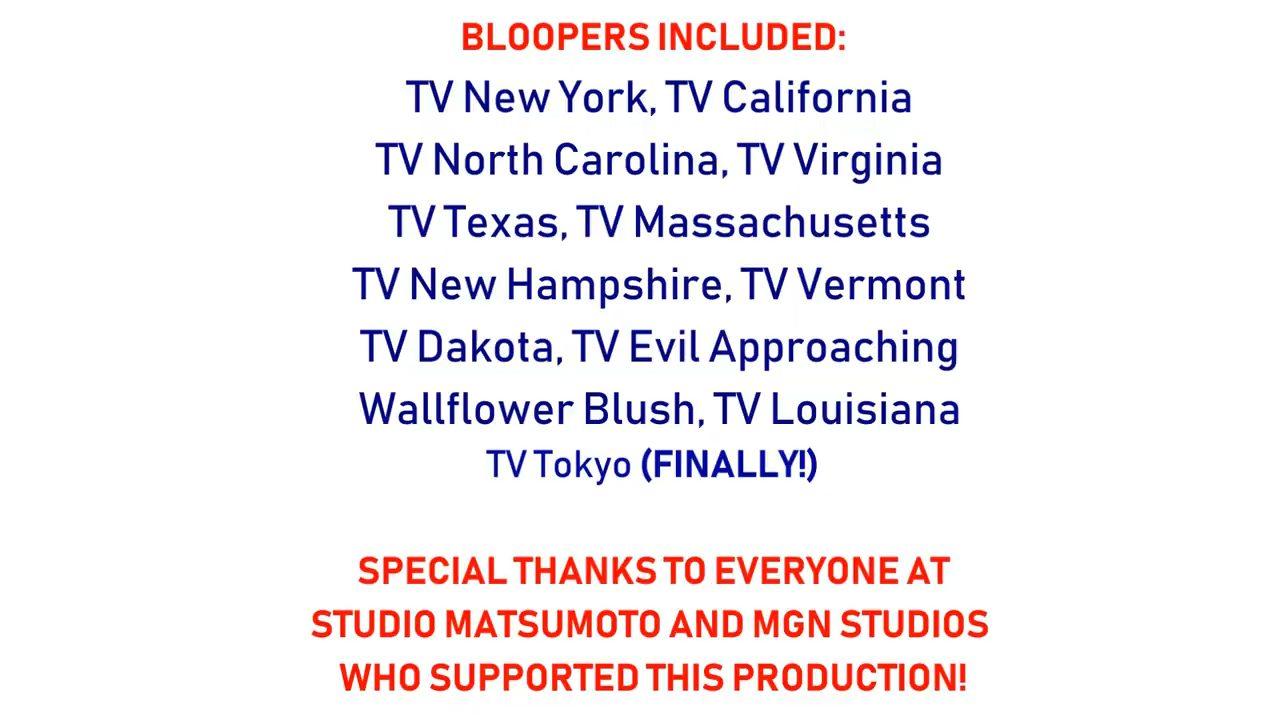 BLOOPERS INCLUDED:
TV New York, TV California
TV North Carolina, TV Virginia
TV Texas, TV Massachusetts
TV New Hampshire, TV Vermont
TV Dakota, TV Evil Approaching
Wallflower Blush, TV Louisiana
TV Tokyo (FINALLY!)
SPECIAL THANKS TO EVERYONE AT
STUDIO MATSUMOTO AND MGN STUDIOS
WHO SUPPORTED THIS PRODUCTION!